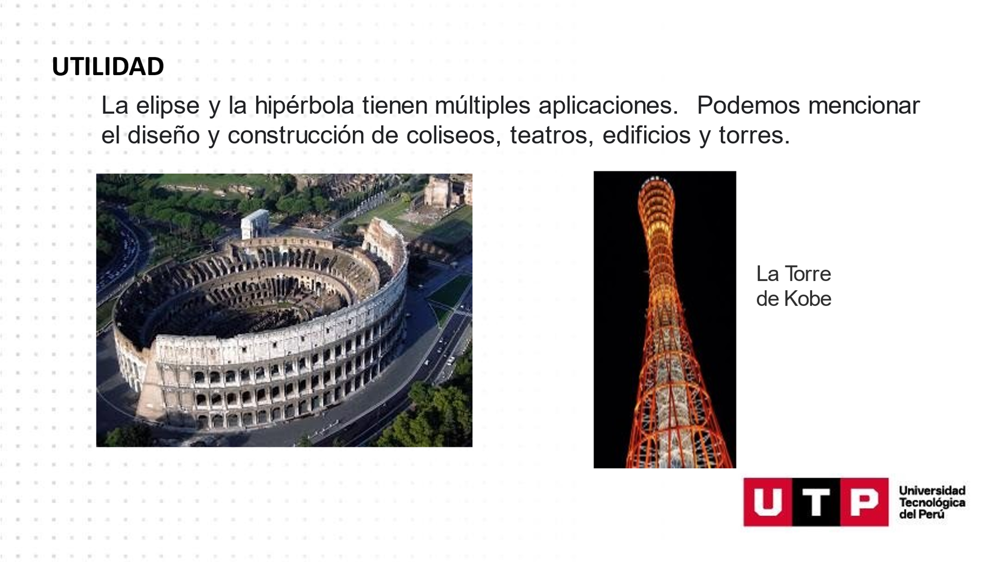 UTILIDAD
La elipse y la hipérbola tienen múltiples aplicaciones. Podemos mencionar
el diseño y construcción de coliseos, teatros, edificios y torres.
La Torre
de Kobe
UTP
Universidad
Tecnológica
del Perú